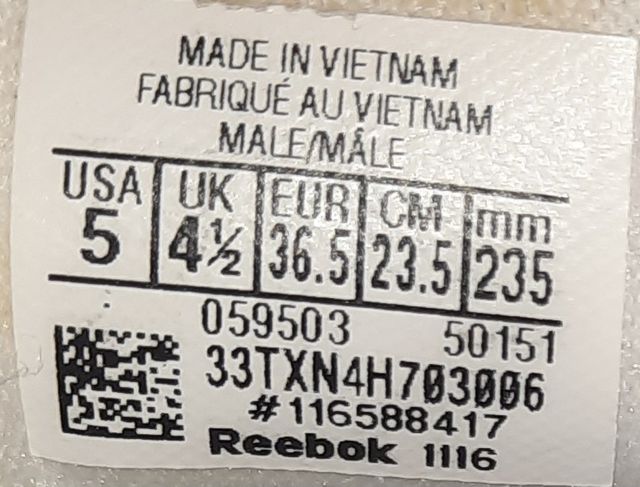 MADE IN VIETNAM
FABRIQUÉ AU VIETNAM
MALE/MÂLE
USA UK EUR CM mm
5 4½ 36.5 23.5 235
059503 50151
33TXN4H703006
#116588417
Reebok 1116